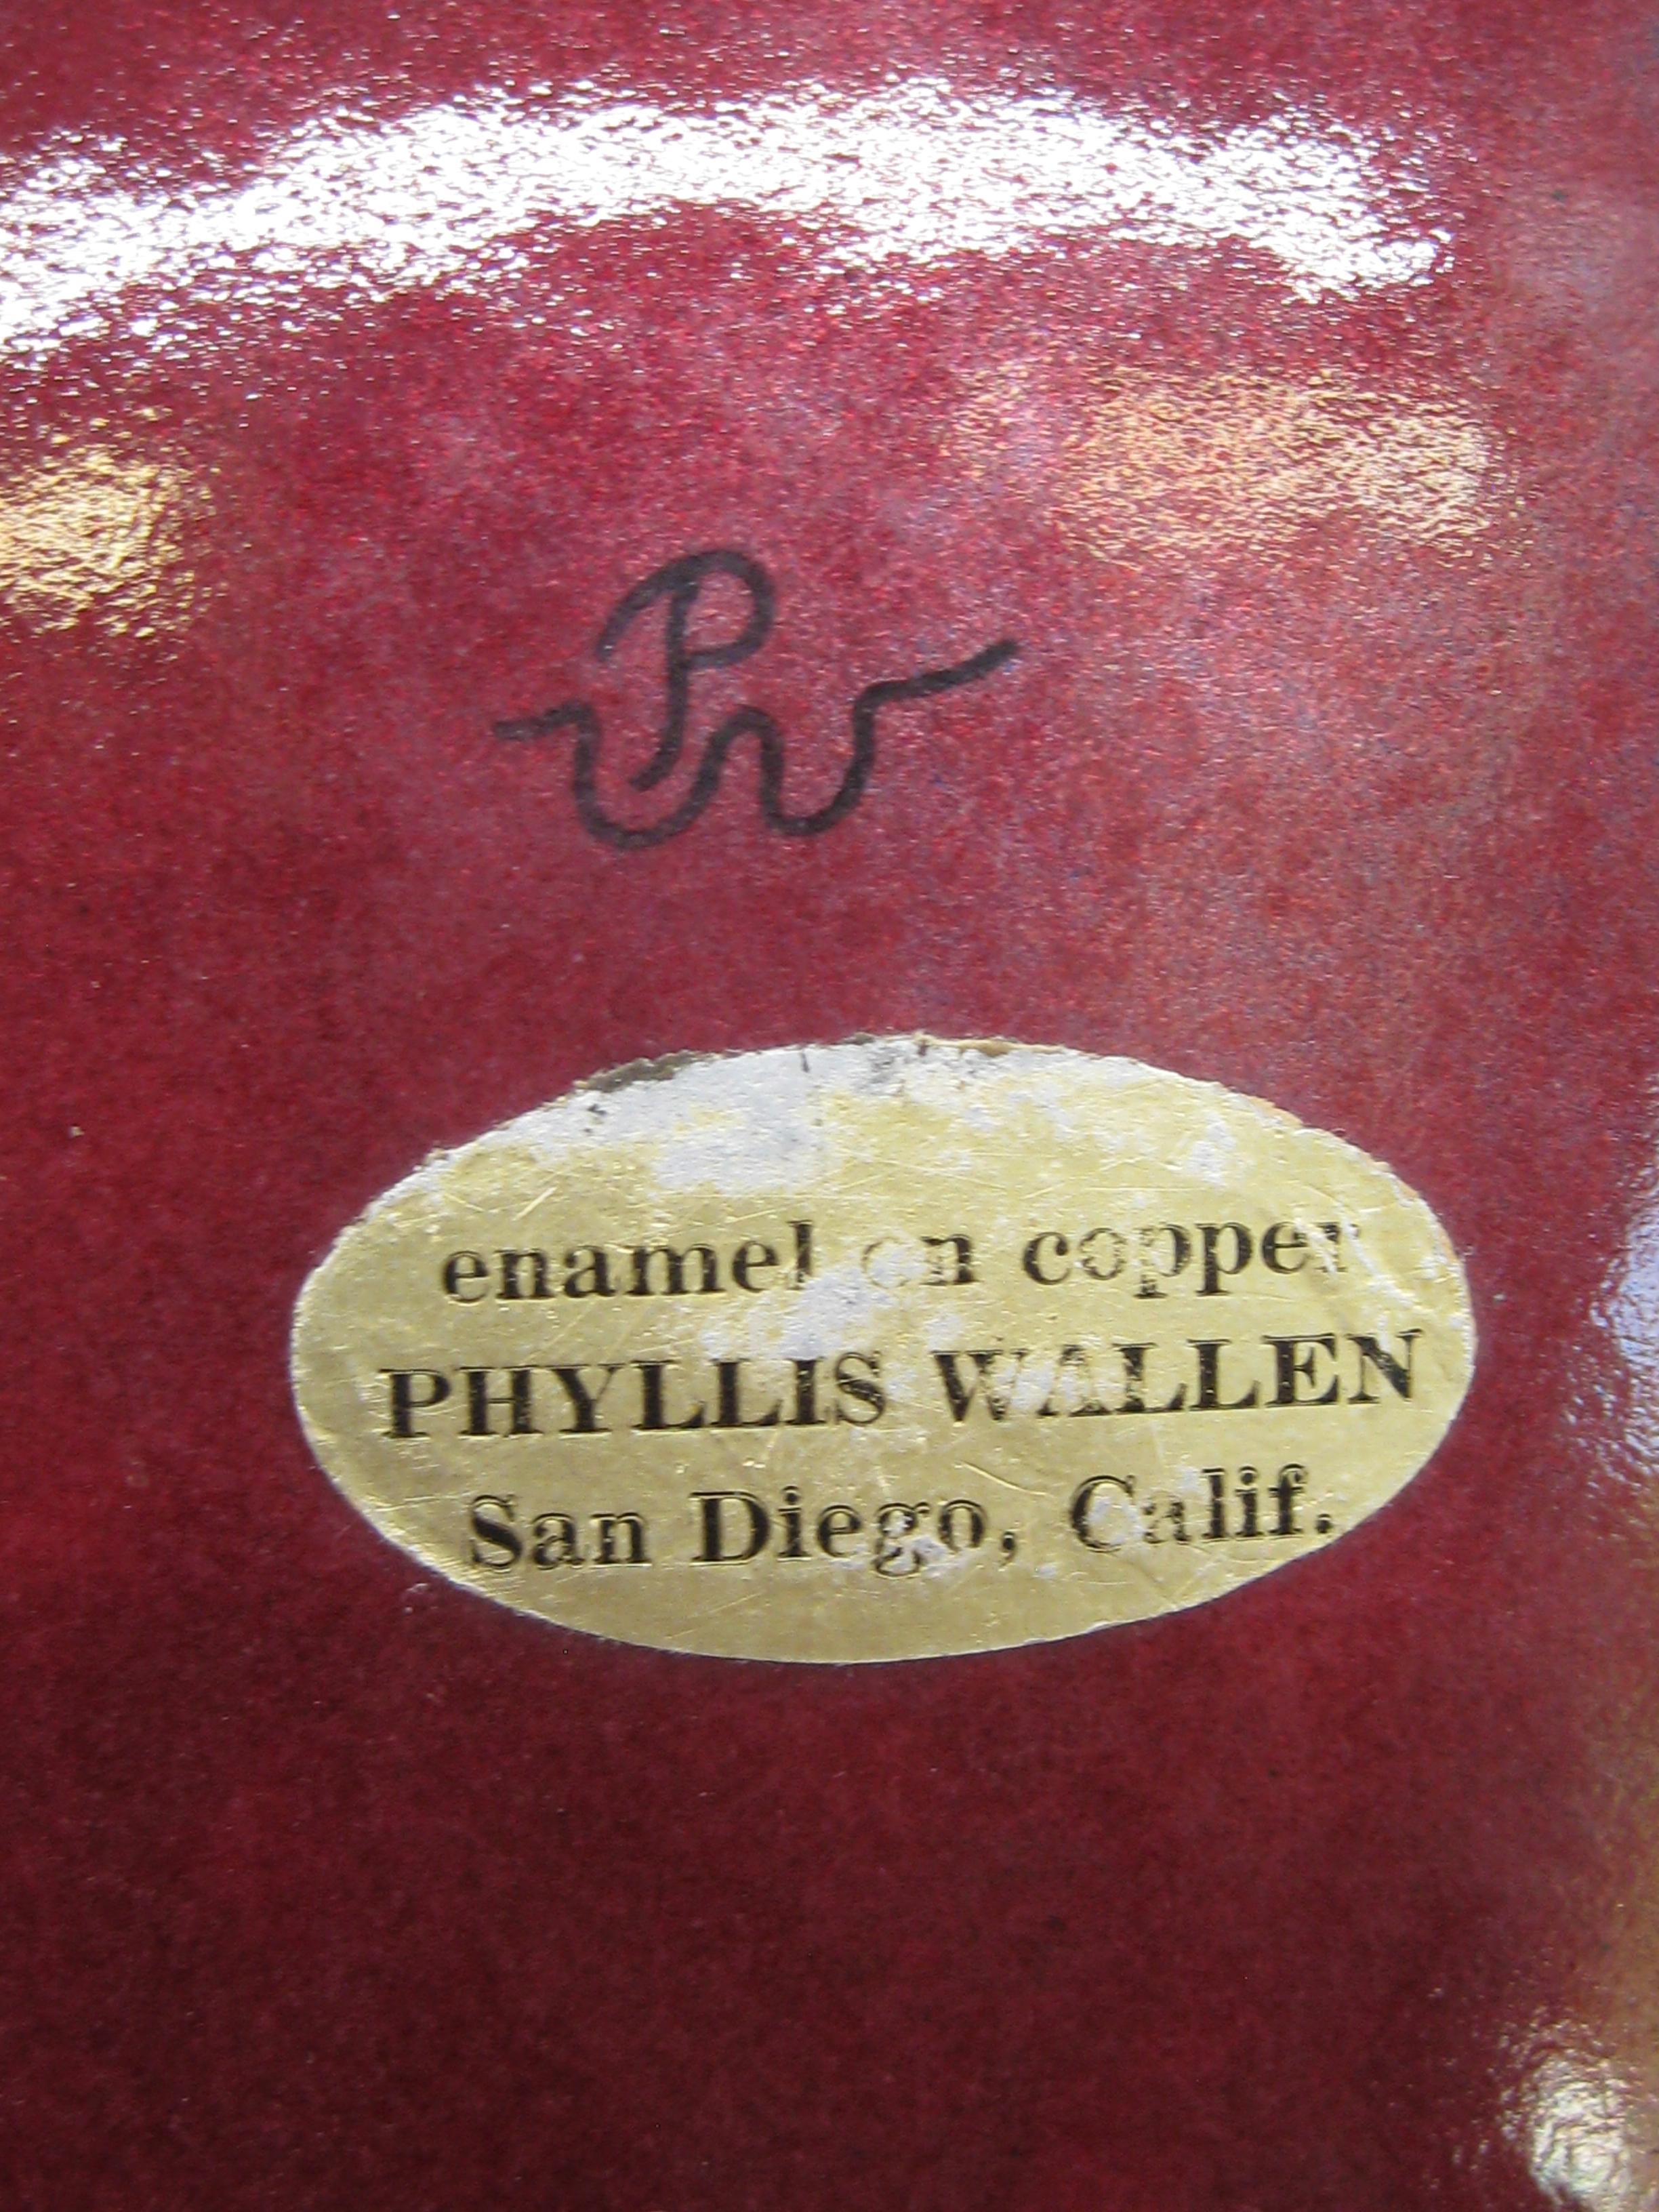 PW
enamel on copper
PHYLLIS WALLEN
San Diego, Calif.